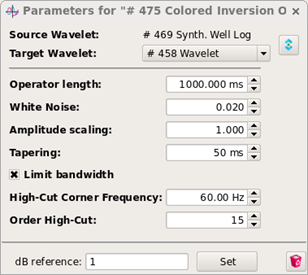 Parameters for "# 475 Colored Inversion O
Source Wavelet: # 469 Synth. Well Log
Target Wavelet: # 458 Wavelet
Operator length: 1000.000 ms
White Noise: 0.020
Amplitude scaling: 1.000
Tapering: 50 ms
Limit bandwidth
High-Cut Corner Frequency: 60.00 Hz
Order High-Cut: 15
dB reference: 1 Set